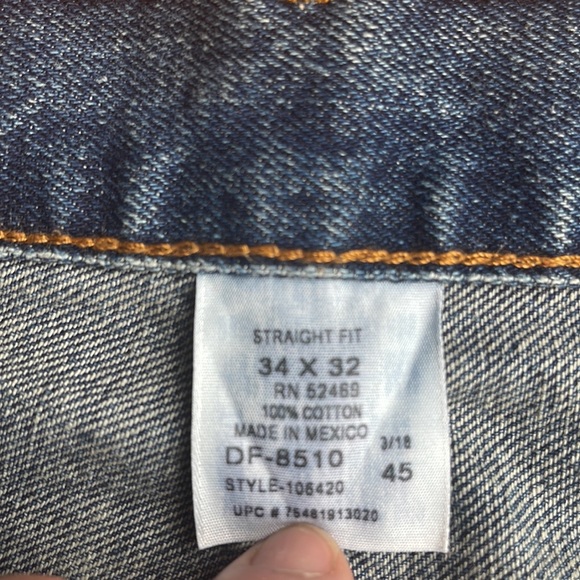 STRAIGHT FIT
34 X 32
RN 52469
100% COTTON
MADE IN MEXICO
3/18
DF-8510
45
STYLE-106420
UPC # 75481913020